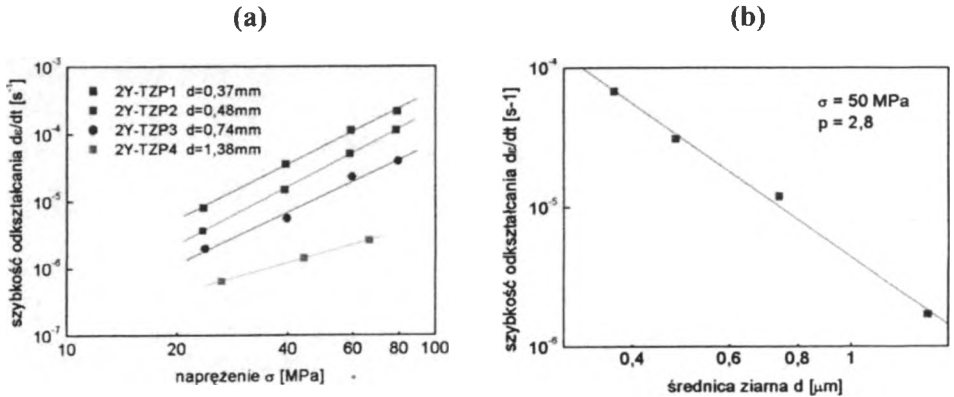 (a)
(b)
szybkość odkształcania dε/dt [s⁻¹]
10⁻³
10⁻⁴
10⁻⁵
10⁻⁶
10⁻⁷
2Y-TZP1 d=0,37mm
2Y-TZP2 d=0,48mm
2Y-TZP3 d=0,74mm
2Y-TZP4 d=1,38mm
10
20
40
60
80
100
naprężenie σ [MPa]
szybkość odkształcania dε/dt [s-1]
10⁻⁴
10⁻⁵
10⁻⁶
σ = 50 MPa
p = 2,8
0,4
0,6
0,8
1
średnica ziarna d [μm]